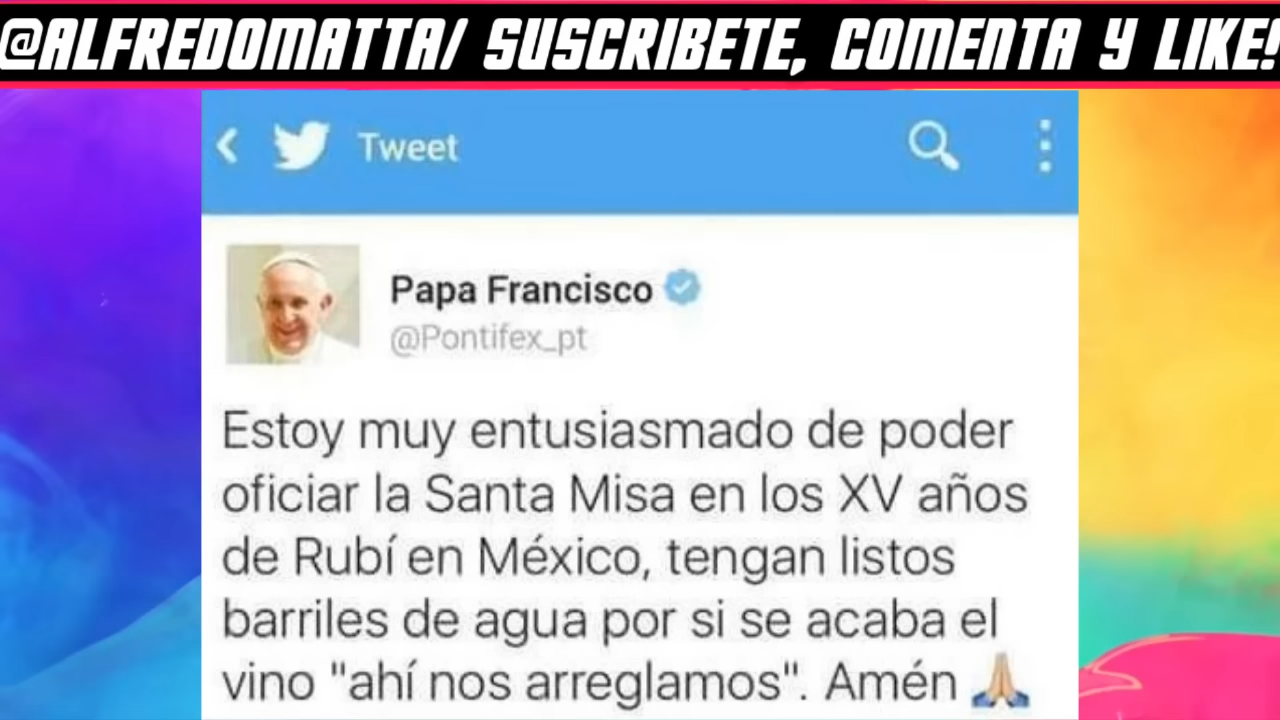 @ALFREDOMATTA/ SUSCRIBETE, COMENTA Y LIKE!
Tweet
Papa Francisco
@Pontifex_pt
Estoy muy entusiasmado de poder
oficiar la Santa Misa en los XV años
de Rubí en México, tengan listos
barriles de agua por si se acaba el
vino "ahí nos arreglamos". Amén 🙏🏼